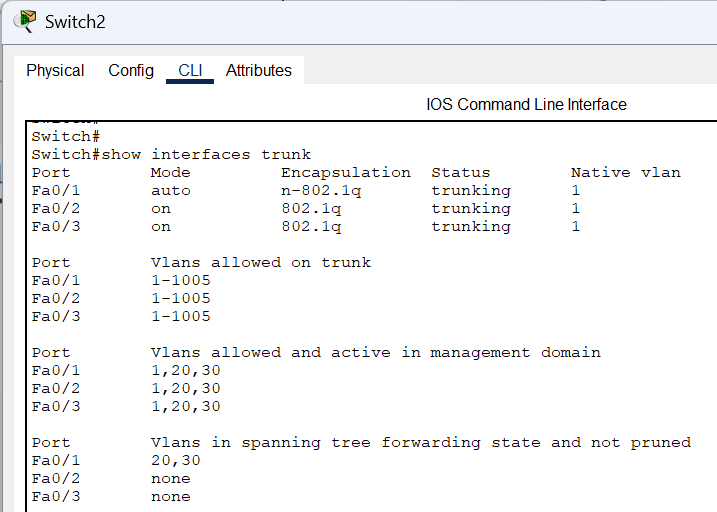 Switch2
Physical Config CLI Attributes
IOS Command Line Interface
Switch#
Switch#show interfaces trunk
Port Mode Encapsulation Status Native vlan
Fa0/1 auto n-802.1q trunking 1
Fa0/2 on 802.1q trunking 1
Fa0/3 on 802.1q trunking 1
Port Vlans allowed on trunk
Fa0/1 1-1005
Fa0/2 1-1005
Fa0/3 1-1005
Port Vlans allowed and active in management domain
Fa0/1 1,20,30
Fa0/2 1,20,30
Fa0/3 1,20,30
Port Vlans in spanning tree forwarding state and not pruned
Fa0/1 20,30
Fa0/2 none
Fa0/3 none